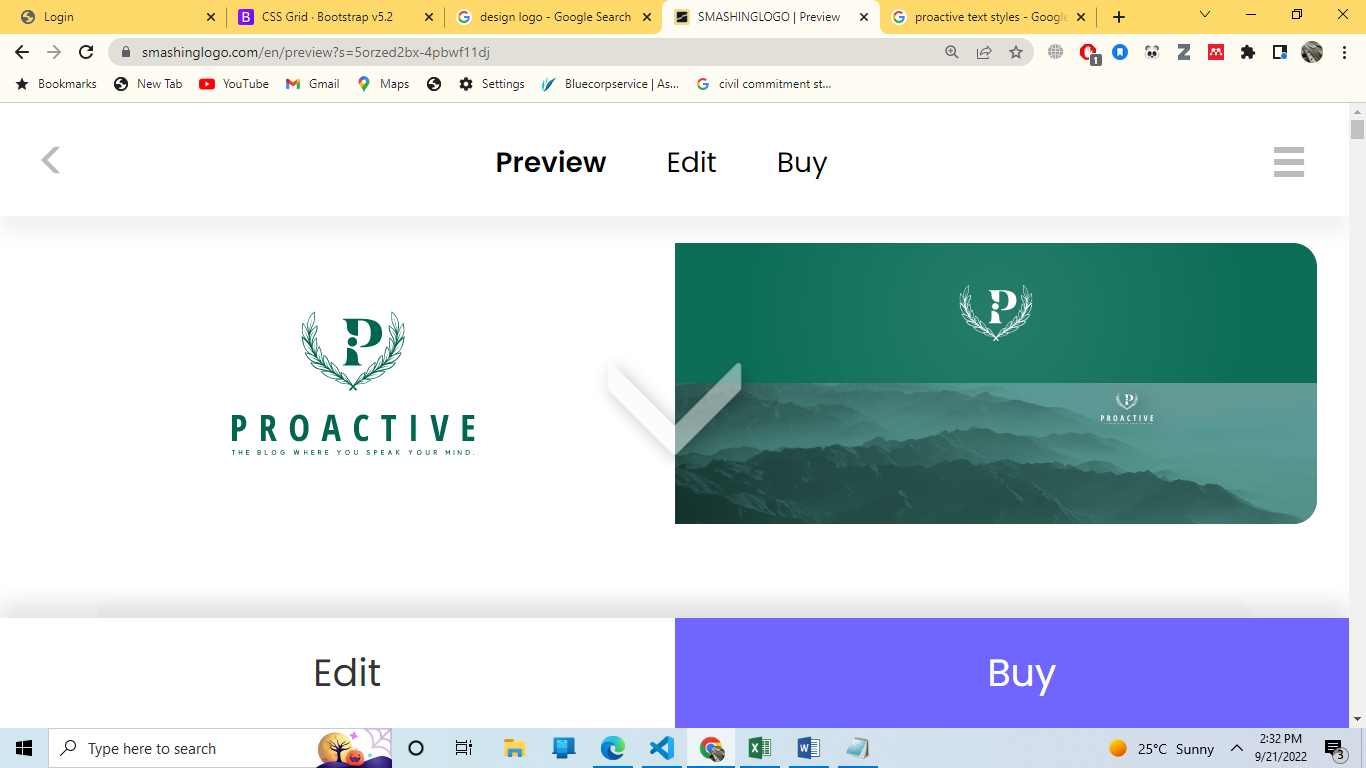 Login
CSS Grid · Bootstrap v5.2
design logo - Google Search
SMASHINGLOGO | Preview
proactive text styles - Google
smashinglogo.com/en/preview?s=5orzed2bx-4pbwf11dj
1
Bookmarks
New Tab
YouTube
Gmail
Maps
Settings
Bluecorpservice | As...
civil commitment st...
Preview
Edit
Buy
P
PROACTIVE
THE BLOG WHERE YOU SPEAK YOUR MIND.
P
P
PROACTIVE
Edit
Buy
Type here to search
25°C Sunny
2:32 PM
9/21/2022
3